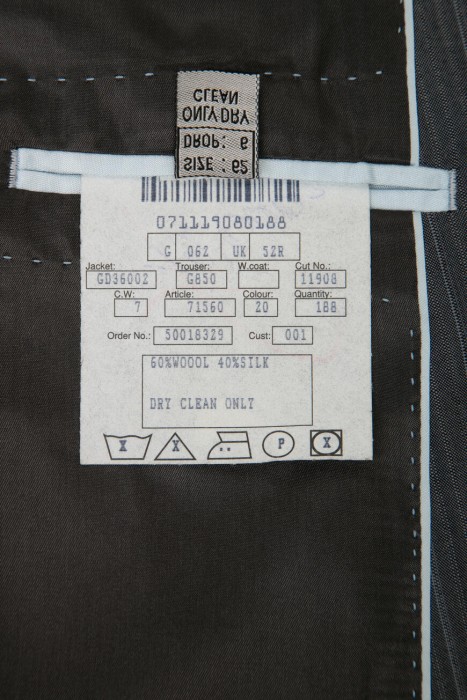 SIZE : 62
DROP: 6
ONLY DRY
CLEAN
071119080188
G 062 UK 52R
Jacket: Trouser: W.coat: Cut No.:
GD36002 G850 11908
C.W: Article: Colour: Quantity:
7 71560 20 188
Order No.: 50018329 Cust: 001
60%WOOOL 40%SILK
DRY CLEAN ONLY
X X P X